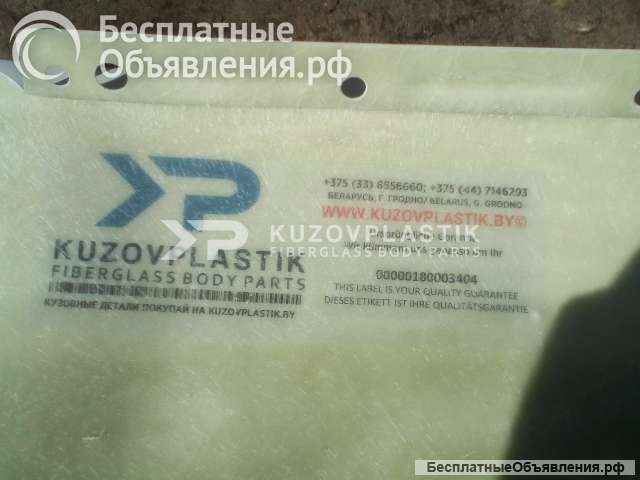 Бесплатные
Объявления.рф
KUZOVPLASTIK
FIBERGLASS BODY PARTS
КУЗОВНЫЕ ДЕТАЛИ ПОКУПАЙ НА KUZOVPLASTIK.BY
+375 (33) 6558660; +375 (44) 7146293
БЕЛАРУСЬ, Г. ГРОДНО/ BELARUS, G. GRODNO
WWW.KUZOVPLASTIK.BY©
KUZOVPLASTIK
FIBERGLASS BODY PARTS
00000180003404
THIS LABEL IS YOUR QUALITY GUARANTEE
DIESES ETIKETT IST IHRE QUALITÄTSGARANTIE
БесплатныеОбъявления.рф